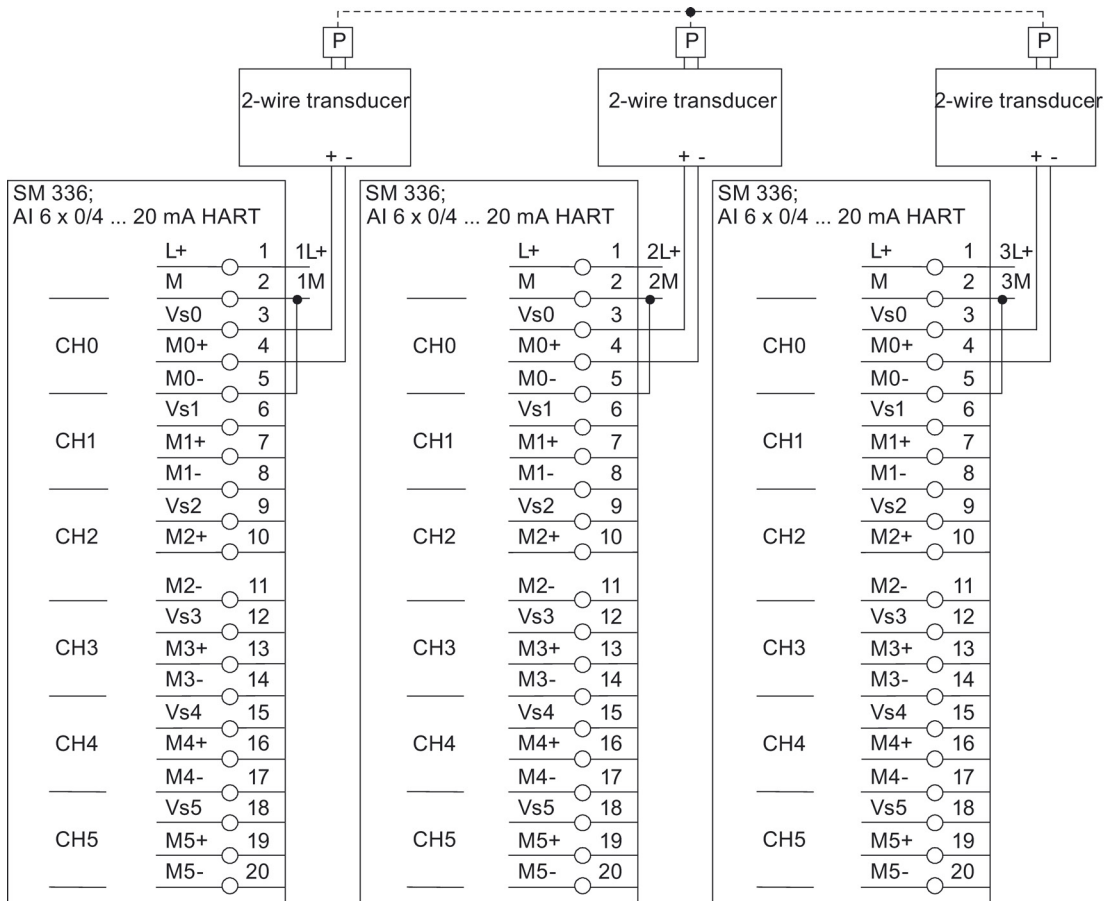 P P P
2-wire transducer 2-wire transducer 2-wire transducer
+ - + - + -
SM 336; SM 336; SM 336;
AI 6 x 0/4 ... 20 mA HART AI 6 x 0/4 ... 20 mA HART AI 6 x 0/4 ... 20 mA HART
L+ 1 1L+ L+ 1 2L+ L+ 1 3L+
M 2 1M M 2 2M M 2 3M
Vs0 3 Vs0 3 Vs0 3
CH0 M0+ 4 CH0 M0+ 4 CH0 M0+ 4
M0- 5 M0- 5 M0- 5
Vs1 6 Vs1 6 Vs1 6
CH1 M1+ 7 CH1 M1+ 7 CH1 M1+ 7
M1- 8 M1- 8 M1- 8
Vs2 9 Vs2 9 Vs2 9
CH2 M2+ 10 CH2 M2+ 10 CH2 M2+ 10
M2- 11 M2- 11 M2- 11
Vs3 12 Vs3 12 Vs3 12
CH3 M3+ 13 CH3 M3+ 13 CH3 M3+ 13
M3- 14 M3- 14 M3- 14
Vs4 15 Vs4 15 Vs4 15
CH4 M4+ 16 CH4 M4+ 16 CH4 M4+ 16
M4- 17 M4- 17 M4- 17
Vs5 18 Vs5 18 Vs5 18
CH5 M5+ 19 CH5 M5+ 19 CH5 M5+ 19
M5- 20 M5- 20 M5- 20